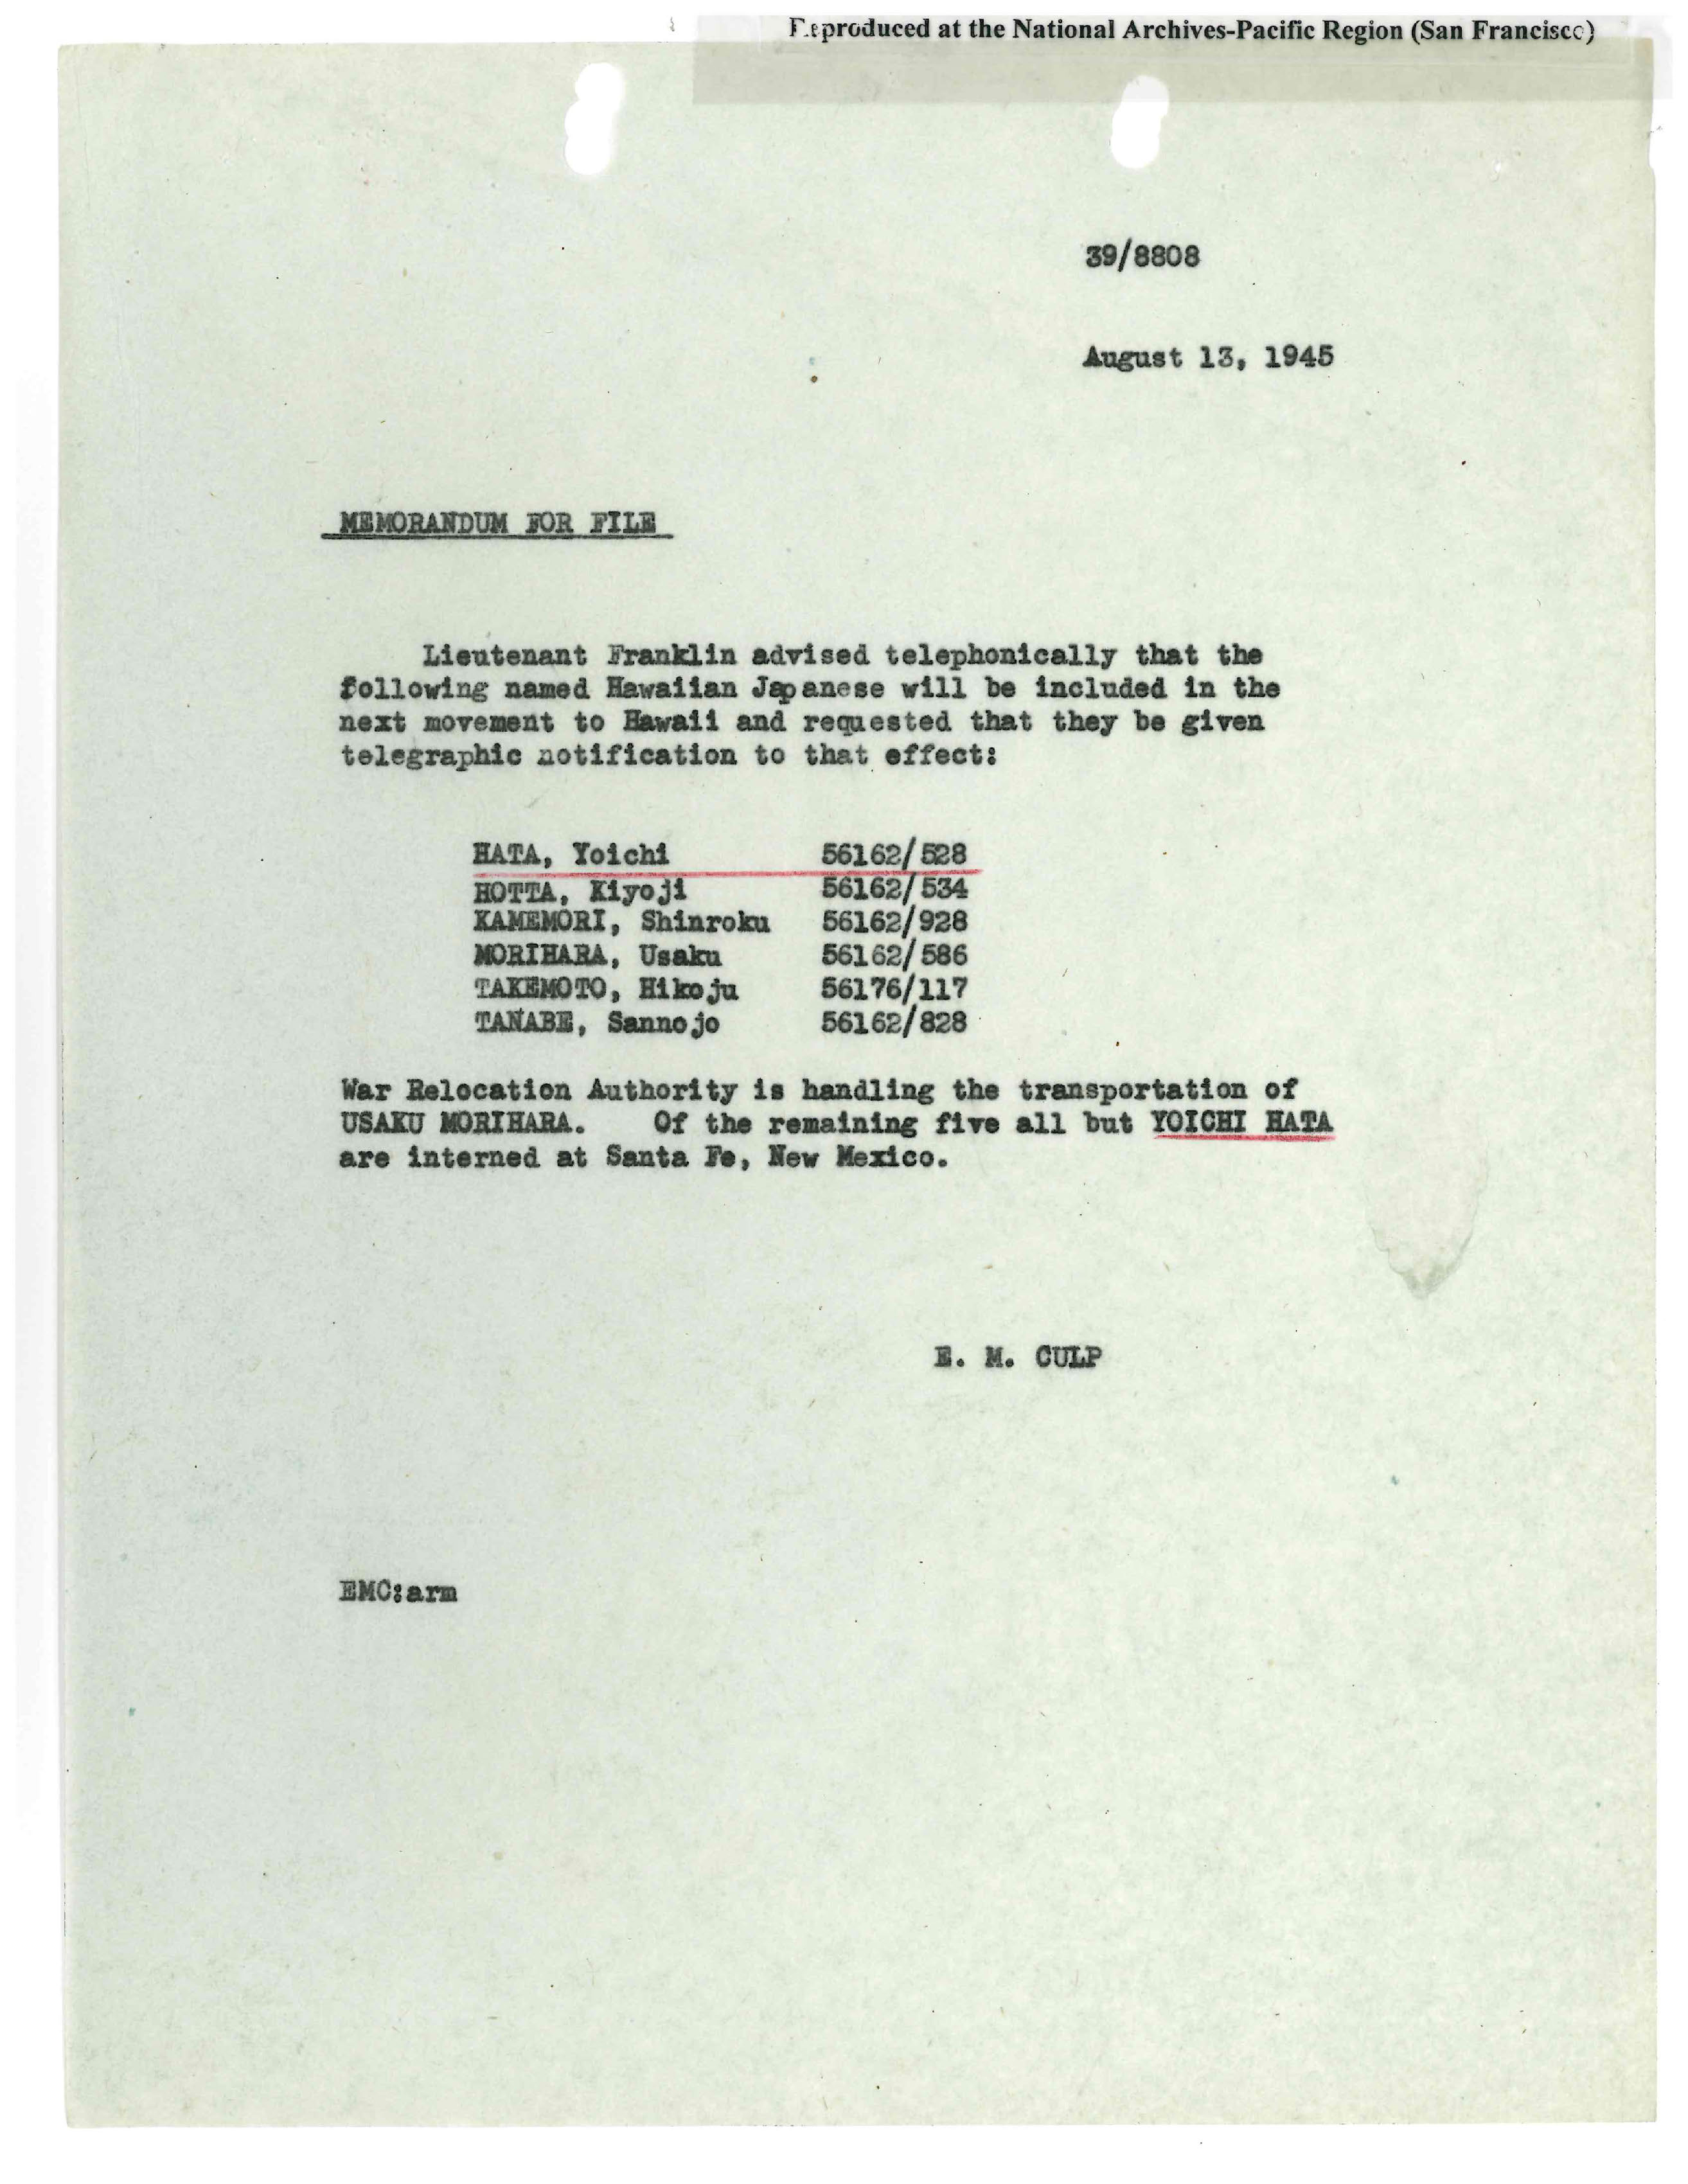 Reproduced at the National Archives-Pacific Region (San Francisco)
39/8808
August 13, 1945
MEMORANDUM FOR FILE
Lieutenant Franklin advised telephonically that the
following named Hawaiian Japanese will be included in the
next movement to Hawaii and requested that they be given
telegraphic notification to that effect:
HATA, Yoichi 56162/528
HOTTA, Kiyoji 56162/534
KAMEMORI, Shinroku 56162/928
MORIHARA, Usaku 56162/586
TAKEMOTO, Hikoju 56176/117
TANABE, Sannojo 56162/828
War Relocation Authority is handling the transportation of
USAKU MORIHARA. Of the remaining five all but YOICHI HATA
are interned at Santa Fe, New Mexico.
E. M. CULP
EMC:arm